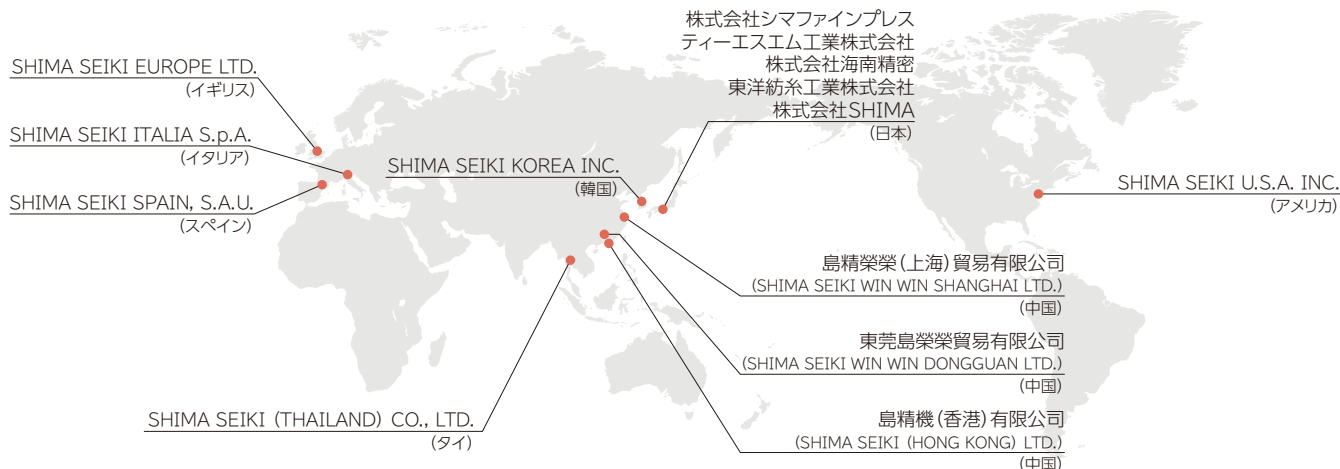 SHIMA SEIKI EUROPE LTD.
(イギリス)
SHIMA SEIKI ITALIA S.p.A.
(イタリア)
SHIMA SEIKI SPAIN, S.A.U.
(スペイン)
SHIMA SEIKI (THAILAND) CO., LTD.
(タイ)
SHIMA SEIKI KOREA INC.
(韓国)
株式会社シマファインプレス
ティーエスエム工業株式会社
株式会社海南精密
東洋紡糸工業株式会社
株式会社SHIMA
(日本)
SHIMA SEIKI U.S.A. INC.
(アメリカ)
島精榮榮(上海)貿易有限公司
(SHIMA SEIKI WIN WIN SHANGHAI LTD.)
(中国)
東莞島榮榮貿易有限公司
(SHIMA SEIKI WIN WIN DONGGUAN LTD.)
(中国)
島精機(香港)有限公司
(SHIMA SEIKI (HONG KONG) LTD.)
(中国)